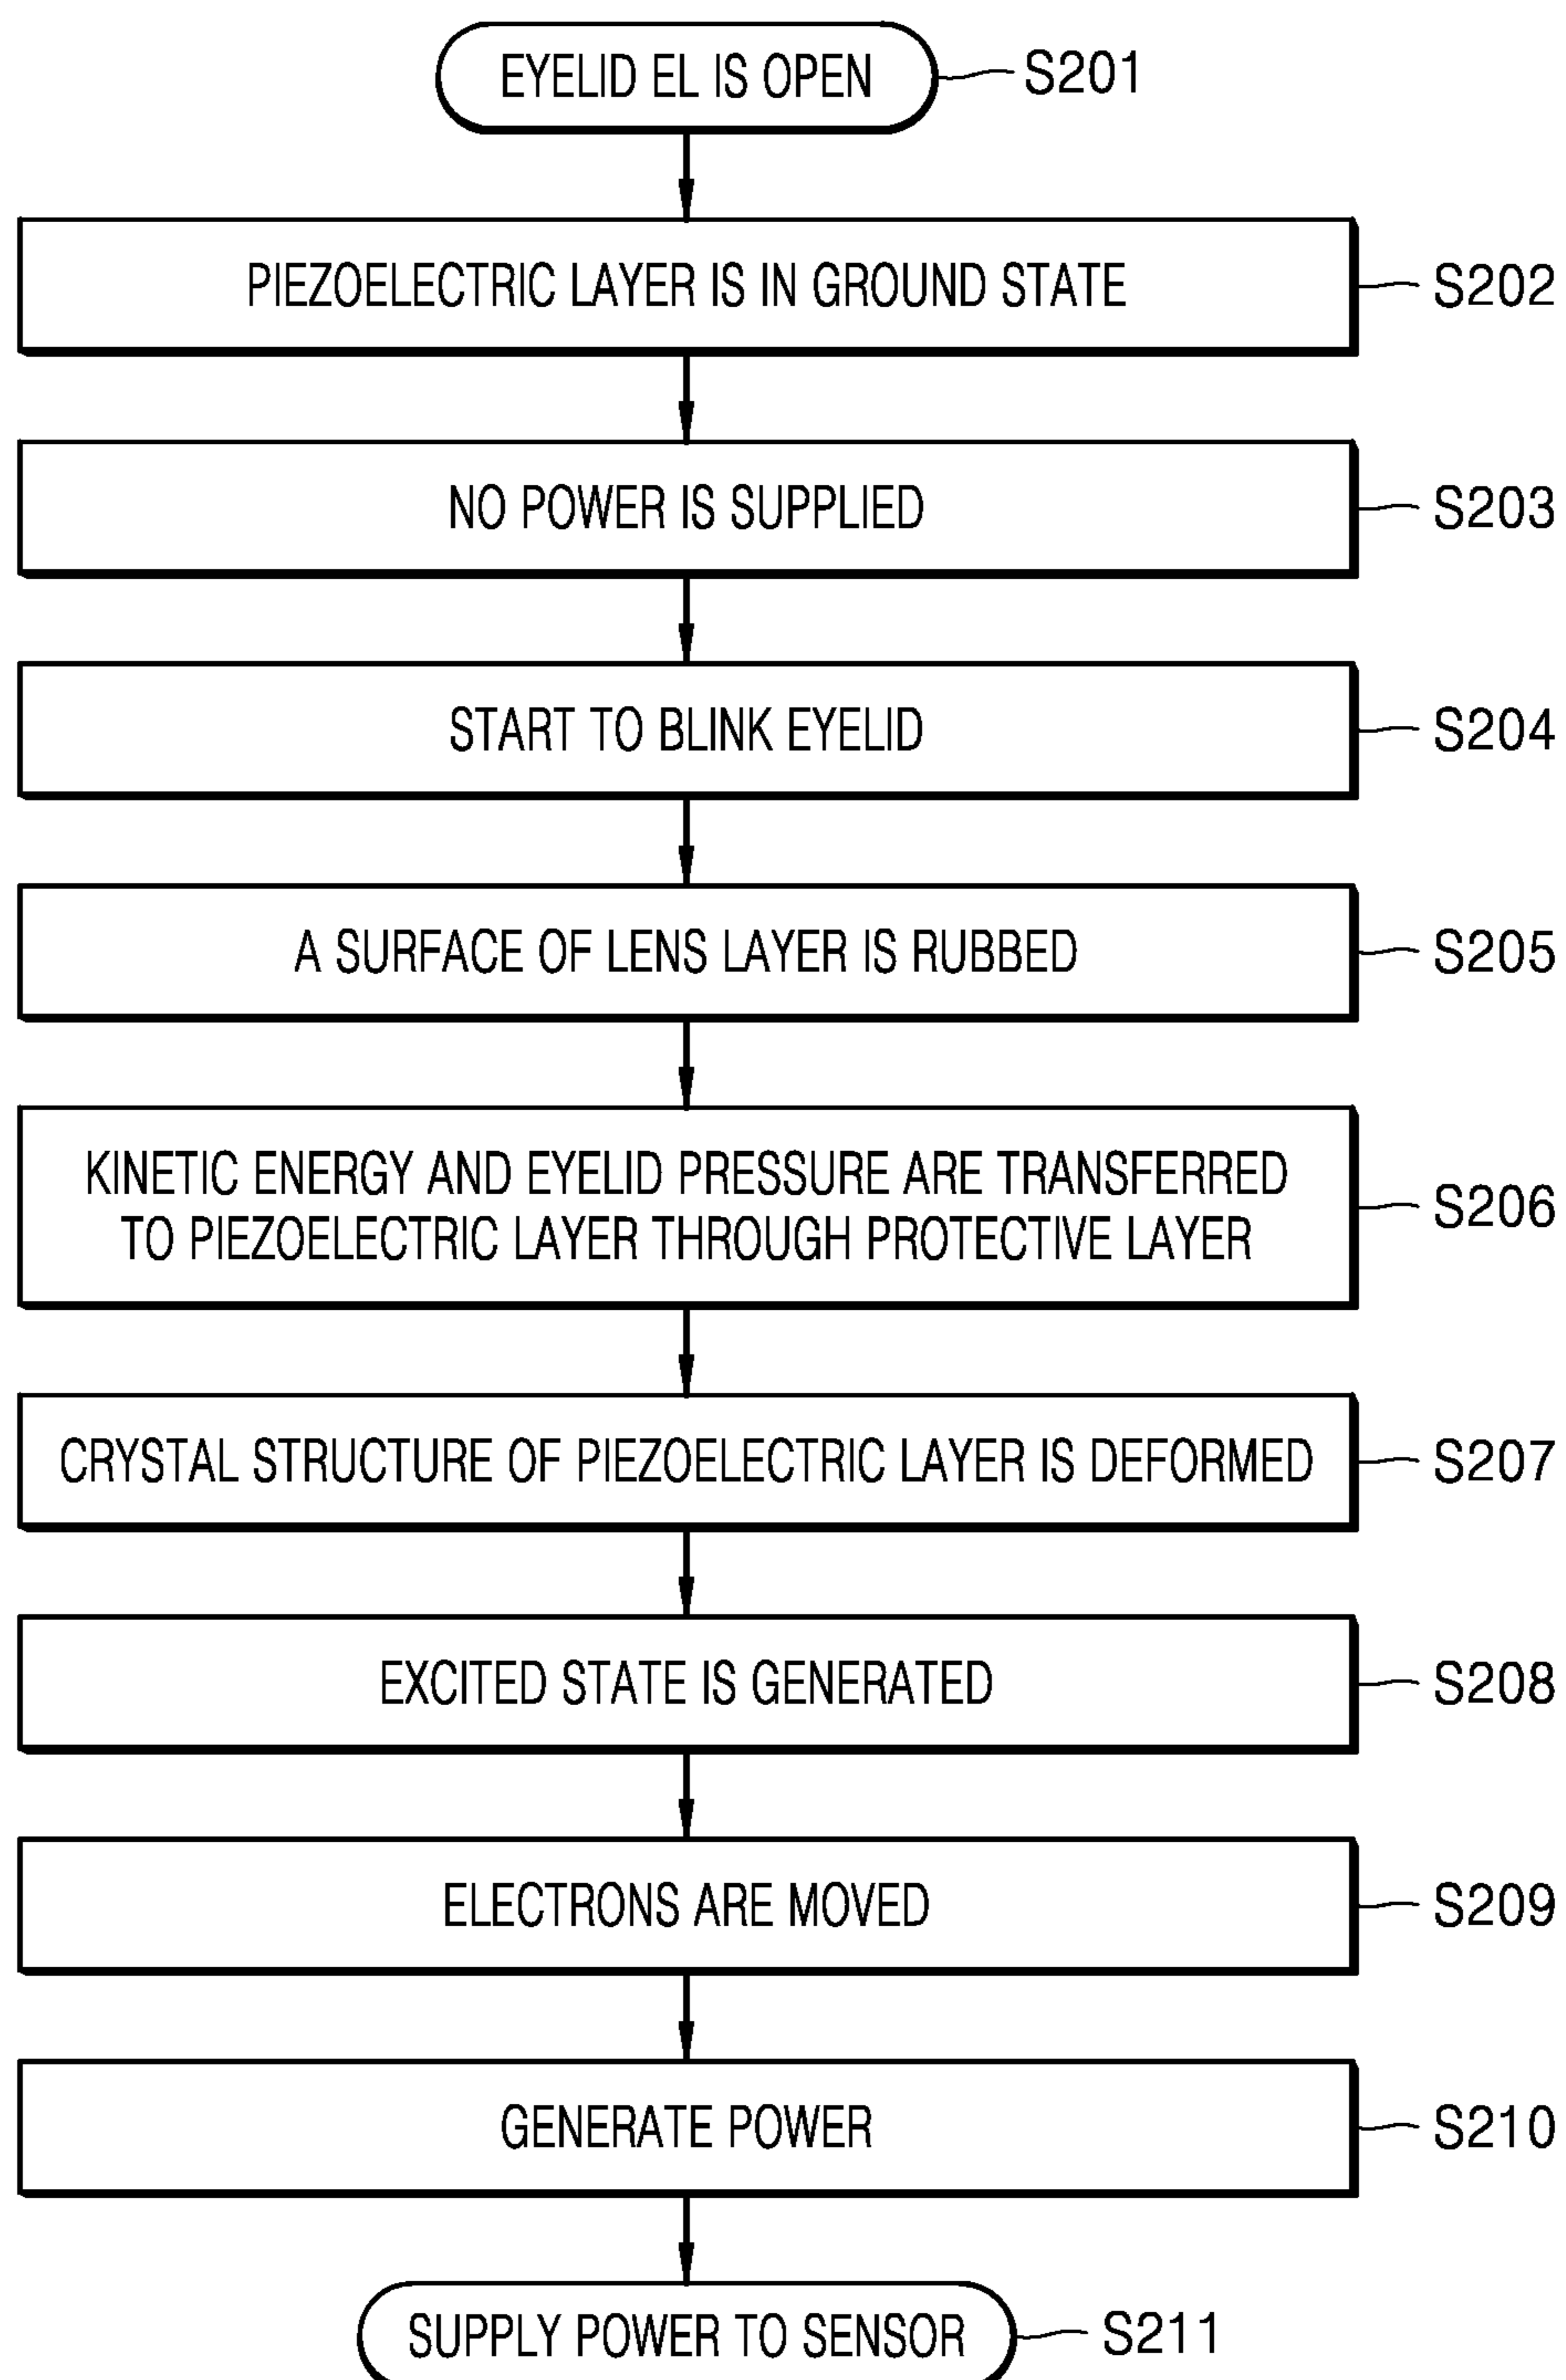 EYELID EL IS OPEN S201
PIEZOELECTRIC LAYER IS IN GROUND STATE S202
NO POWER IS SUPPLIED S203
START TO BLINK EYELID S204
A SURFACE OF LENS LAYER IS RUBBED S205
KINETIC ENERGY AND EYELID PRESSURE ARE TRANSFERRED
TO PIEZOELECTRIC LAYER THROUGH PROTECTIVE LAYER
S206
CRYSTAL STRUCTURE OF PIEZOELECTRIC LAYER IS DEFORMED S207
EXCITED STATE IS GENERATED S208
ELECTRONS ARE MOVED S209
GENERATE POWER S210
SUPPLY POWER TO SENSOR S211